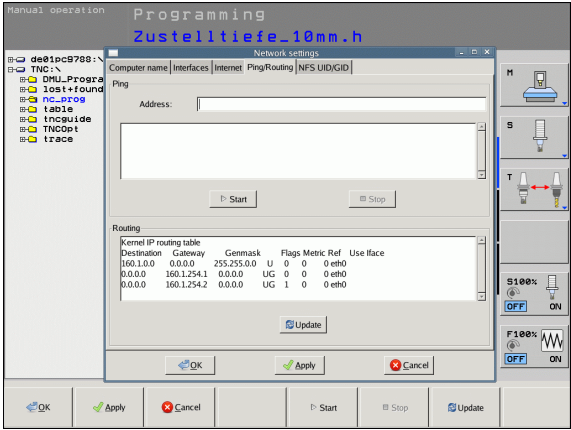 Manual operation
Programming
Zustelltiefe_10mm.h
Network settings
de01pc9788:\
TNC:\
DMU_Progra
lost+found
nc_prog
table
tncguide
TNCOpt
trace
Computer name Interfaces Internet Ping/Routing NFS UID/GID
Ping
Address:
Start Stop
Routing
Kernel IP routing table
Destination Gateway Genmask Flags Metric Ref Use Iface
160.1.0.0 0.0.0.0 255.255.0.0 U 0 0 0 eth0
0.0.0.0 160.1.254.1 0.0.0.0 UG 0 0 0 eth0
0.0.0.0 160.1.254.2 0.0.0.0 UG 1 0 0 eth0
Update
OK Apply Cancel
M
S
T
S100%
OFF ON
F100%
OFF ON
OK Apply Cancel Start Stop Update